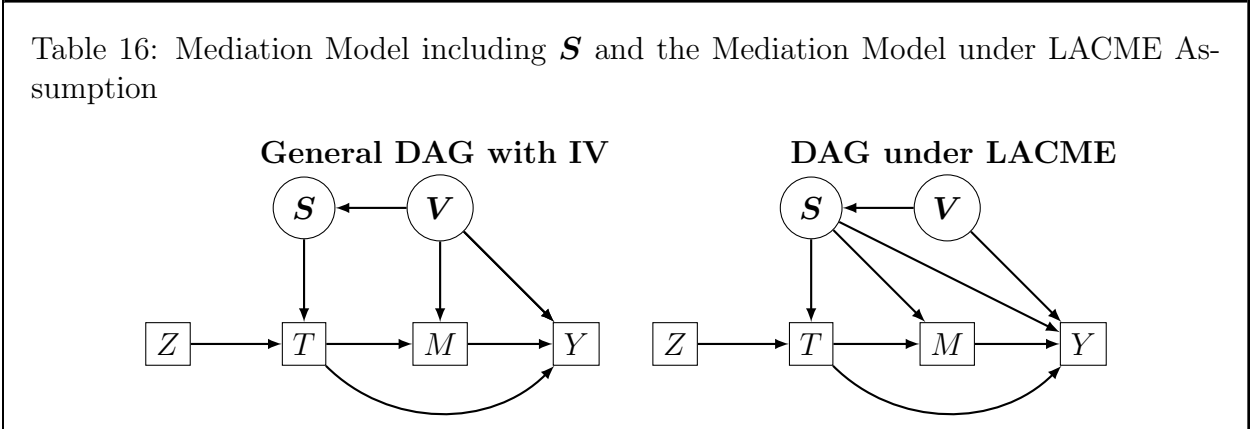 Table 16: Mediation Model including S and the Mediation Model under LACME As-
sumption
General DAG with IV DAG under LACME
S V S V
Z T M Y Z T M Y